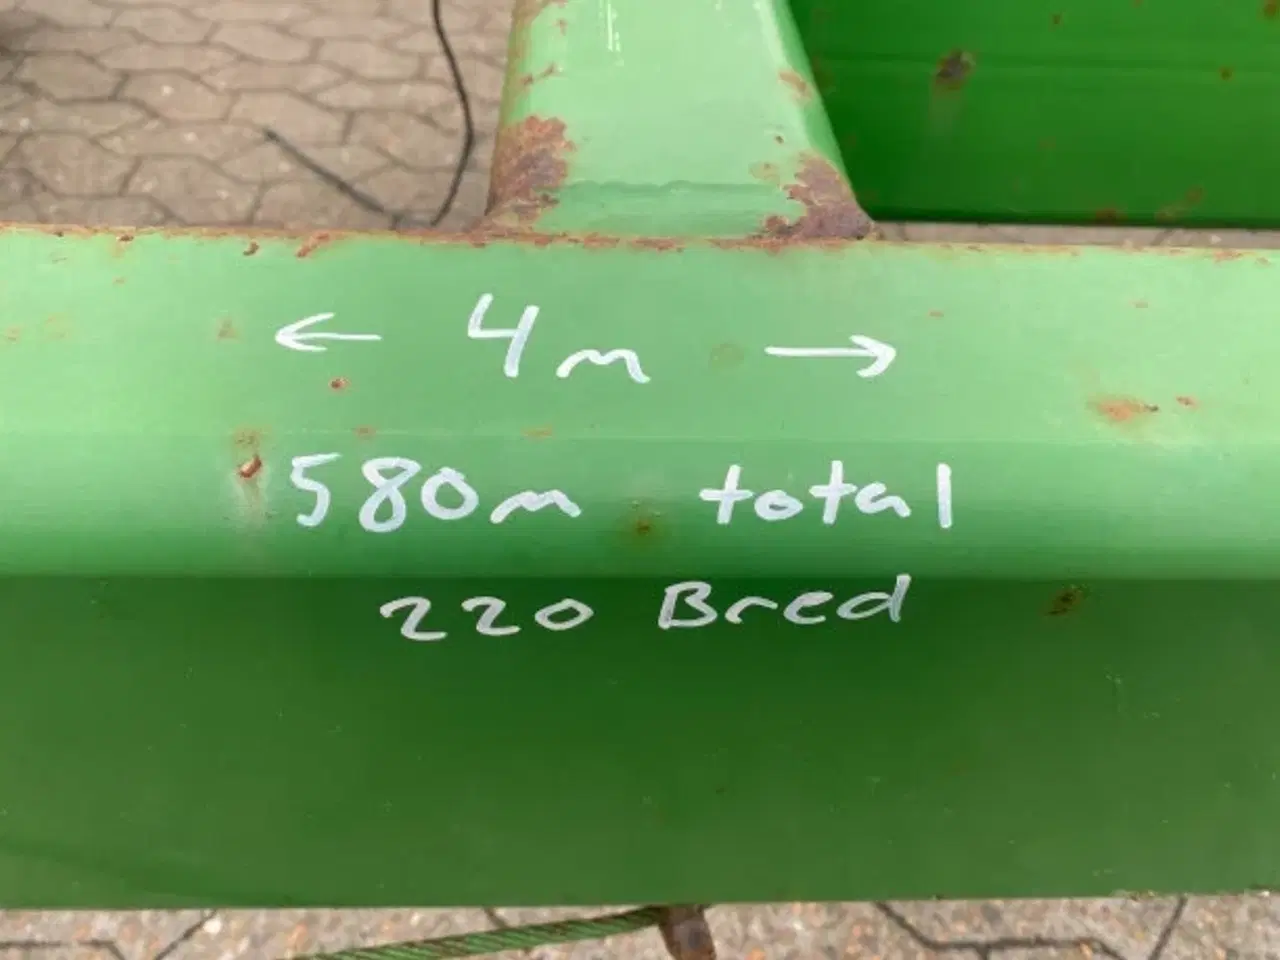 ← 4m →
580m total
220 Bred